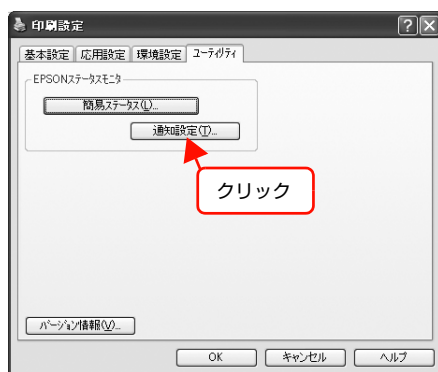 印刷設定
基本設定 応用設定 環境設定 ユーティリティ
EPSONステータスモニタ
簡易ステータス(L)...
通知設定(T)...
クリック
バージョン情報(V)...
OK キャンセル ヘルプ